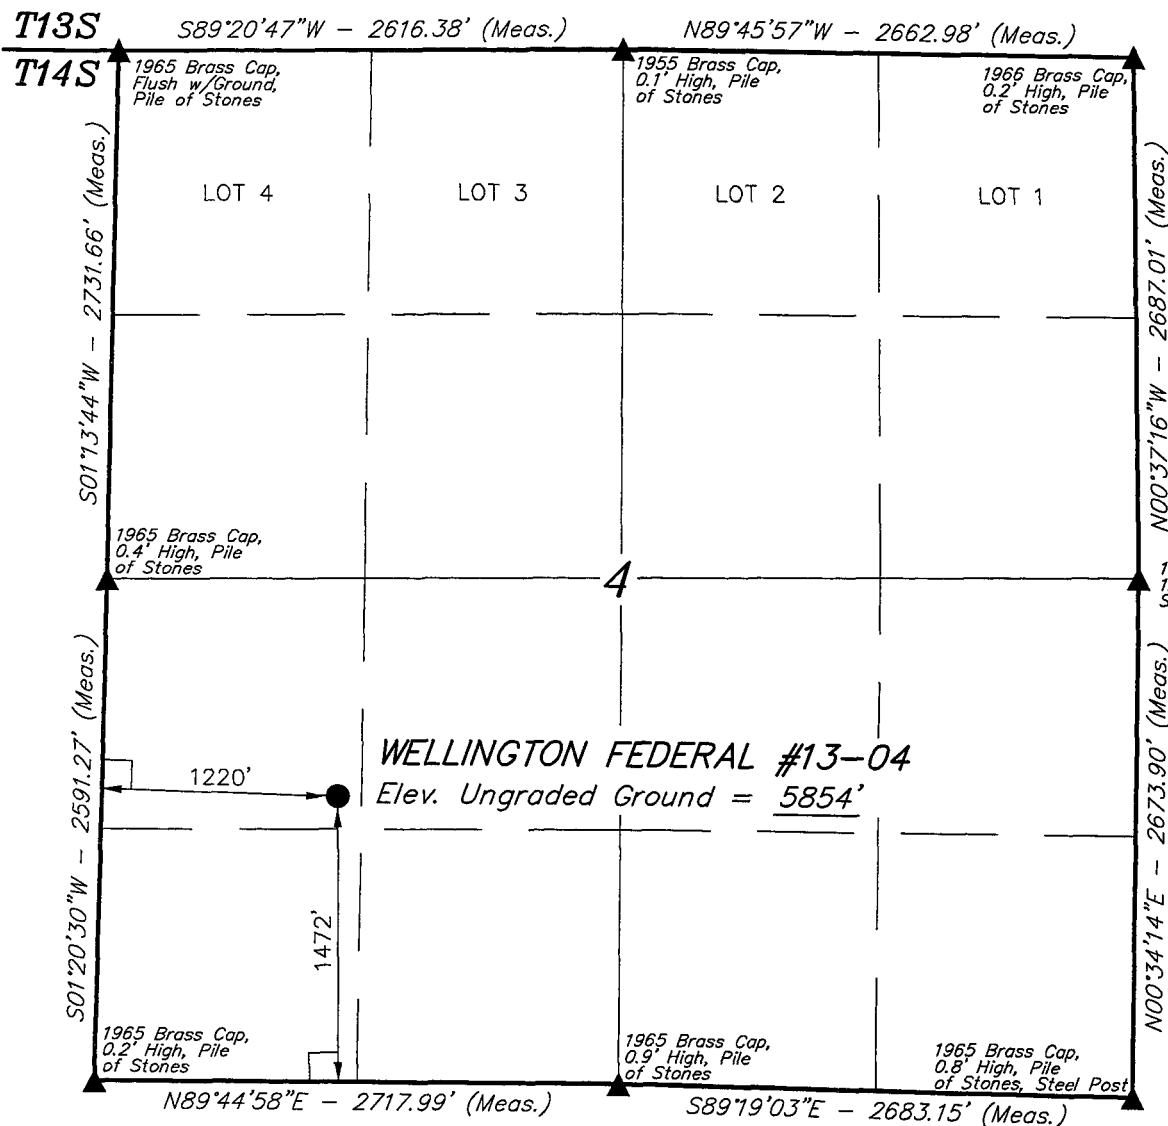 T13S
S89°20'47"W - 2616.38' (Meas.)
N89°45'57"W - 2662.98' (Meas.)
T14S
1965 Brass Cap,
Flush w/Ground,
Pile of Stones
1955 Brass Cap,
0.1' High, Pile
of Stones
1966 Brass Cap,
0.2' High, Pile
of Stones
LOT 4
LOT 3
LOT 2
LOT 1
S01°13'44"W - 2731.66' (Meas.)
N00°37'16"W - 2687.01' (Meas.)
1965 Brass Cap,
0.4' High, Pile
of Stones
4
S01°20'30"W - 2591.27' (Meas.)
N00°34'14"E - 2673.90' (Meas.)
WELLINGTON FEDERAL #13-04
Elev. Ungraded Ground = 5854'
1220'
1472'
1965 Brass Cap,
0.2' High, Pile
of Stones
1965 Brass Cap,
0.9' High, Pile
of Stones
1965 Brass Cap,
0.8' High, Pile
of Stones, Steel Post
N89°44'58"E - 2717.99' (Meas.)
S89°19'03"E - 2683.15' (Meas.)